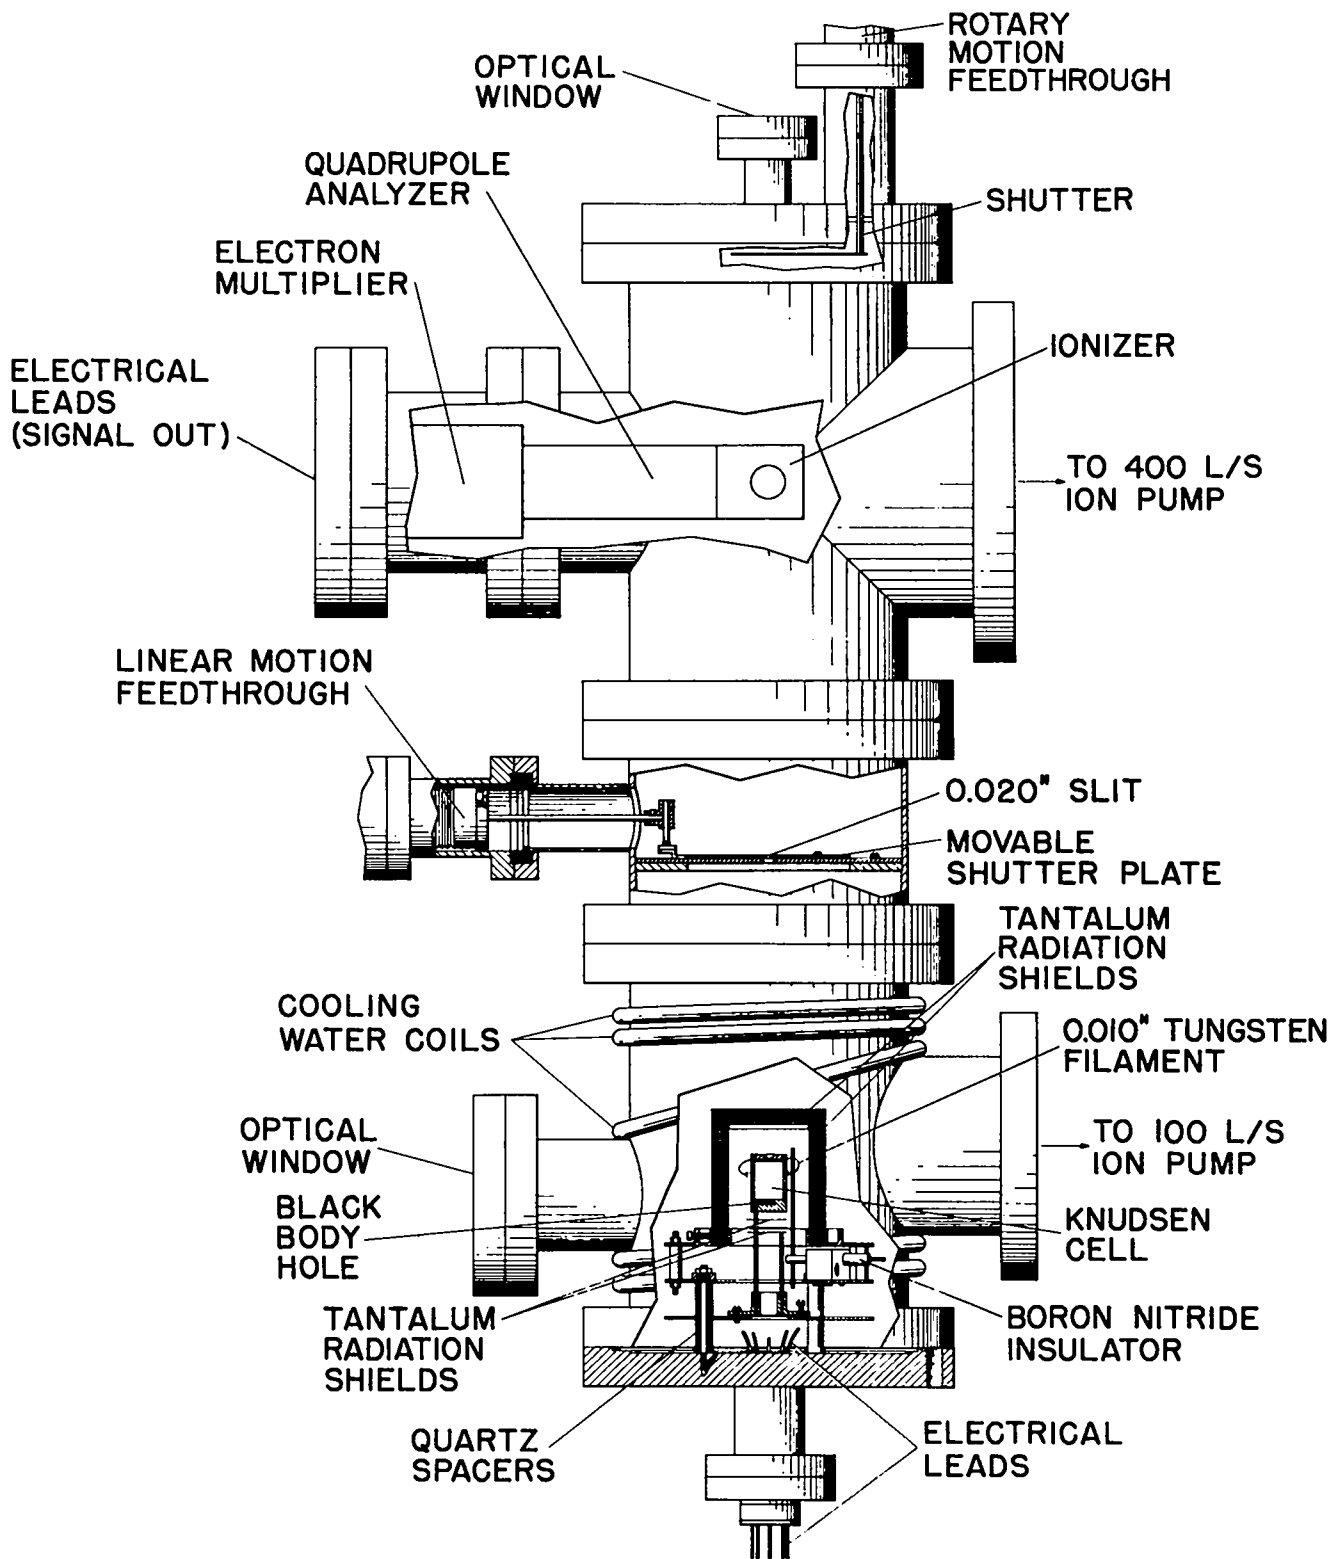 ROTARY
MOTION
FEEDTHROUGH
OPTICAL
WINDOW
QUADRUPOLE
ANALYZER
SHUTTER
ELECTRON
MULTIPLIER
IONIZER
ELECTRICAL
LEADS
(SIGNAL OUT)
TO 400 L/S
ION PUMP
LINEAR MOTION
FEEDTHROUGH
0.020" SLIT
MOVABLE
SHUTTER PLATE
TANTALUM
RADIATION
SHIELDS
COOLING
WATER COILS
0.010" TUNGSTEN
FILAMENT
OPTICAL
WINDOW
TO 100 L/S
ION PUMP
BLACK
BODY
HOLE
KNUDSEN
CELL
TANTALUM
RADIATION
SHIELDS
BORON NITRIDE
INSULATOR
QUARTZ
SPACERS
ELECTRICAL
LEADS